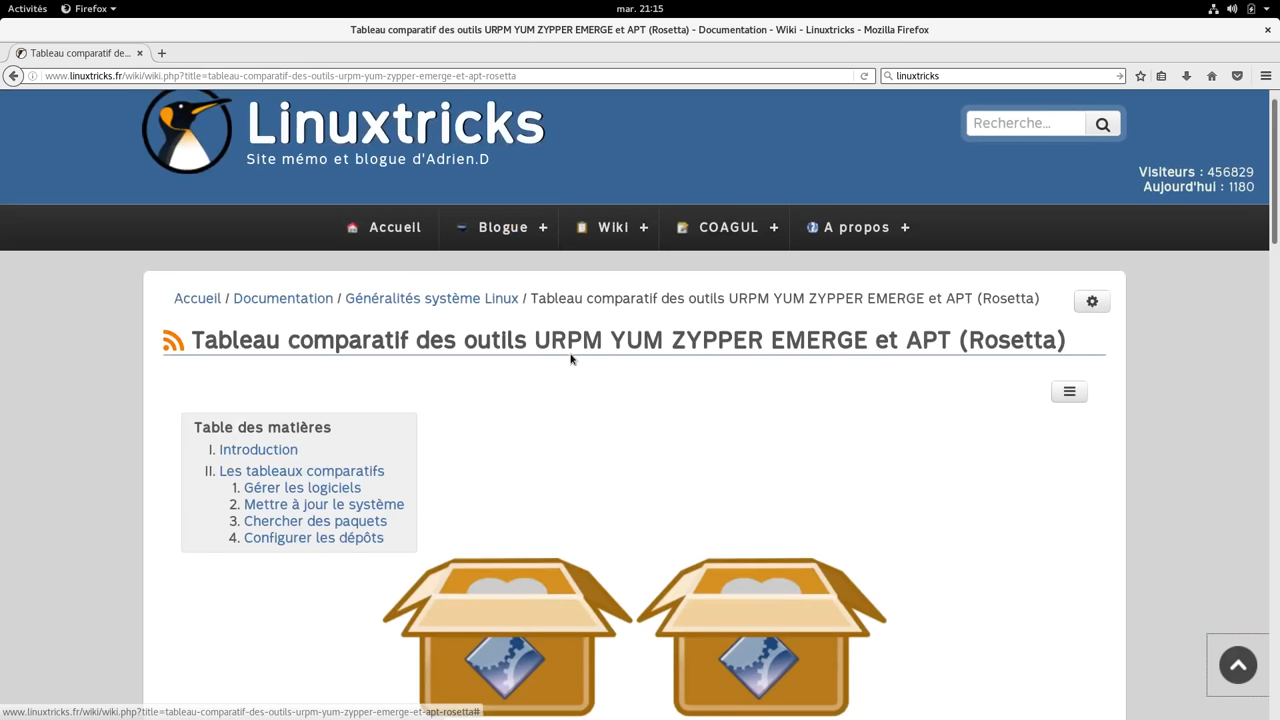 Activités Firefox mar. 21:15
Tableau comparatif des outils URPM YUM ZYPPER EMERGE et APT (Rosetta) - Documentation - Wiki - Linuxtricks - Mozilla Firefox
Tableau comparatif de...
www.linuxtricks.fr/wiki/wiki.php?title=tableau-comparatif-des-outils-urpm-yum-zypper-emerge-et-apt-rosetta linuxtricks
Linuxtricks
Site mémo et blogue d'Adrien.D
Recherche...
Visiteurs : 456829
Aujourd'hui : 1180
Accueil Blogue + Wiki + COAGUL + A propos +
Accueil / Documentation / Généralités système Linux / Tableau comparatif des outils URPM YUM ZYPPER EMERGE et APT (Rosetta)
Tableau comparatif des outils URPM YUM ZYPPER EMERGE et APT (Rosetta)
Table des matières
I. Introduction
II. Les tableaux comparatifs
1. Gérer les logiciels
2. Mettre à jour le système
3. Chercher des paquets
4. Configurer les dépôts
www.linuxtricks.fr/wiki/wiki.php?title=tableau-comparatif-des-outils-urpm-yum-zypper-emerge-et-apt-rosetta#